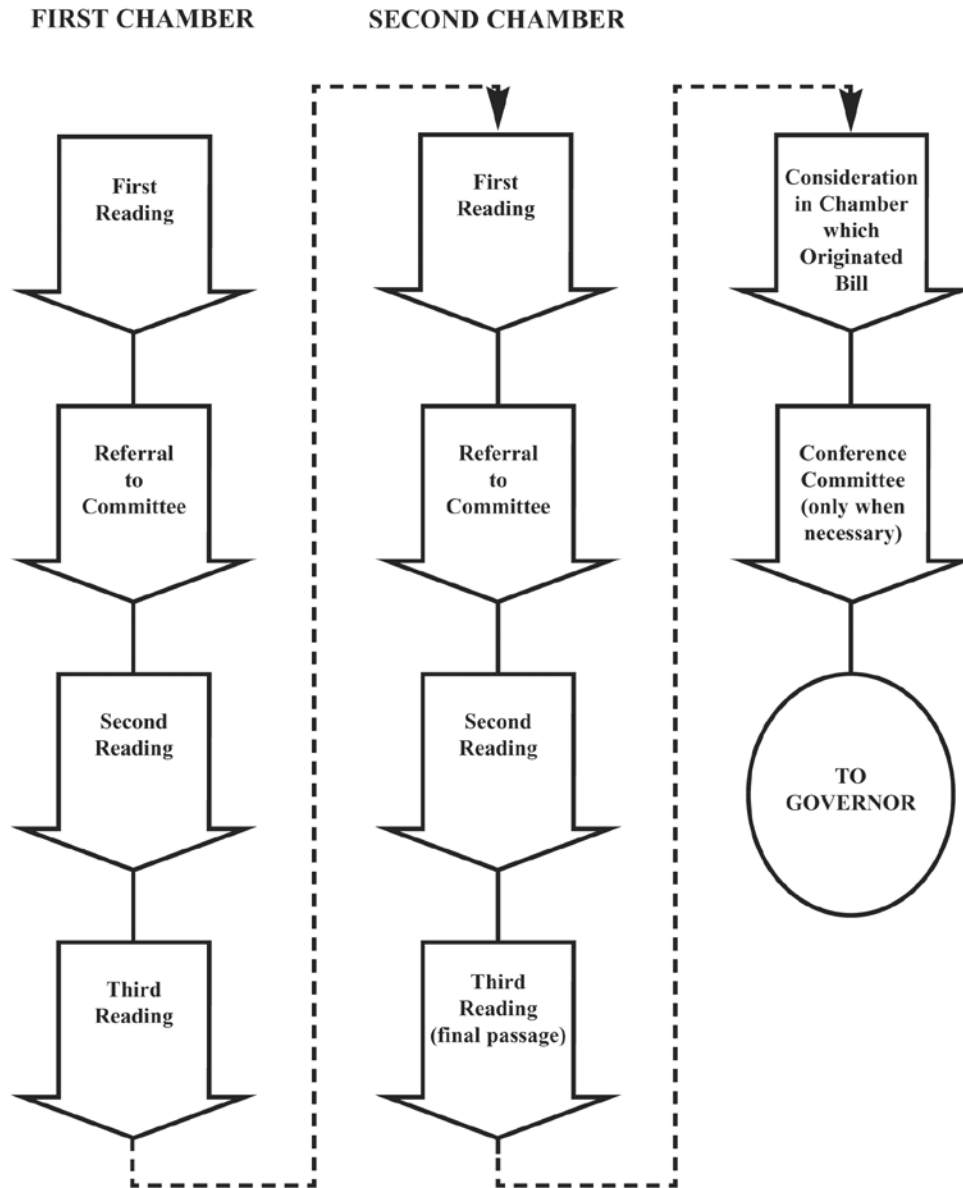 FIRST CHAMBER
First
Reading
Referral
to
Committee
Second
Reading
Third
Reading
SECOND CHAMBER
First
Reading
Referral
to
Committee
Second
Reading
Third
Reading
(final passage)
Consideration
in Chamber
which
Originated
Bill
Conference
Committee
(only when
necessary)
TO
GOVERNOR